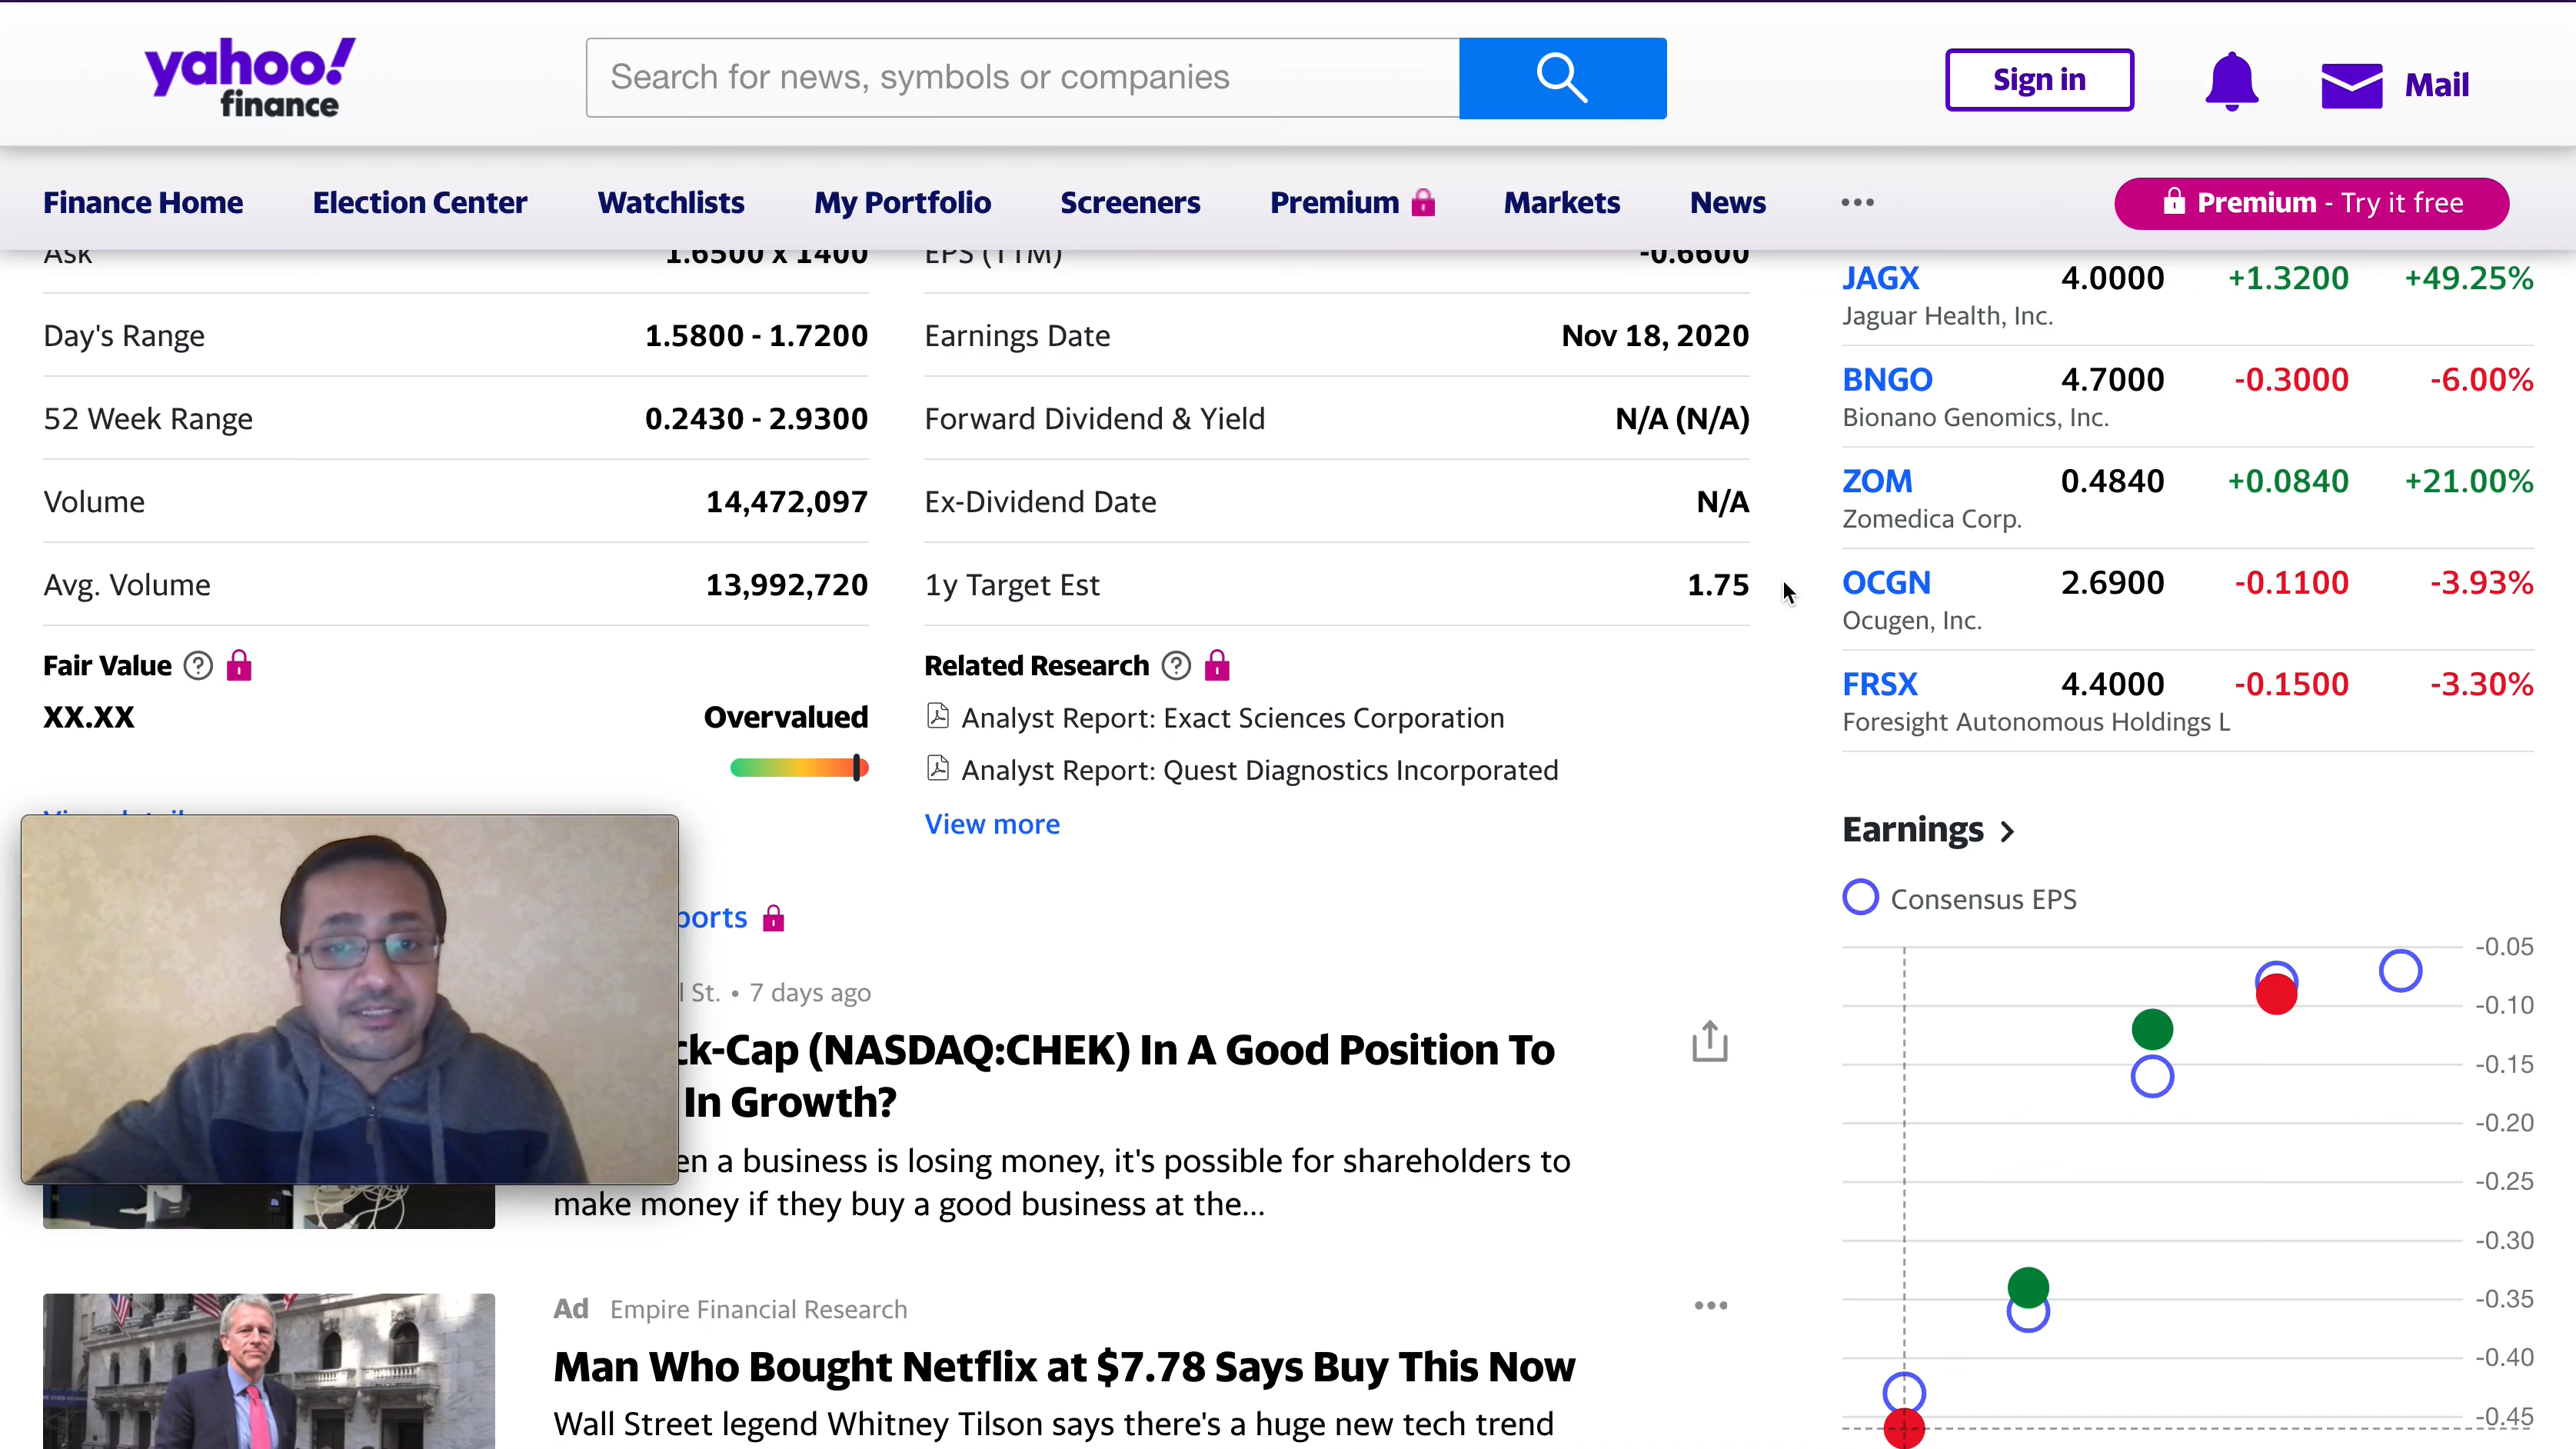 yahoo!
finance
Search for news, symbols or companies
Sign in
Mail
Finance Home
Election Center
Watchlists
My Portfolio
Screeners
Premium
Markets
News
Premium - Try it free
Ask 1.6500 x 1400
Day's Range 1.5800 - 1.7200
52 Week Range 0.2430 - 2.9300
Volume 14,472,097
Avg. Volume 13,992,720
EPS (TTM) -0.6600
Earnings Date Nov 18, 2020
Forward Dividend & Yield N/A (N/A)
Ex-Dividend Date N/A
1y Target Est 1.75
Fair Value
XX.XX Overvalued
Related Research
Analyst Report: Exact Sciences Corporation
Analyst Report: Quest Diagnostics Incorporated
View more
ports
l St. • 7 days ago
ck-Cap (NASDAQ:CHEK) In A Good Position To
In Growth?
en a business is losing money, it's possible for shareholders to
make money if they buy a good business at the...
Ad Empire Financial Research
Man Who Bought Netflix at $7.78 Says Buy This Now
Wall Street legend Whitney Tilson says there's a huge new tech trend
JAGX 4.0000 +1.3200 +49.25%
Jaguar Health, Inc.
BNGO 4.7000 -0.3000 -6.00%
Bionano Genomics, Inc.
ZOM 0.4840 +0.0840 +21.00%
Zomedica Corp.
OCGN 2.6900 -0.1100 -3.93%
Ocugen, Inc.
FRSX 4.4000 -0.1500 -3.30%
Foresight Autonomous Holdings L
Earnings
Consensus EPS
-0.05
-0.10
-0.15
-0.20
-0.25
-0.30
-0.35
-0.40
-0.45